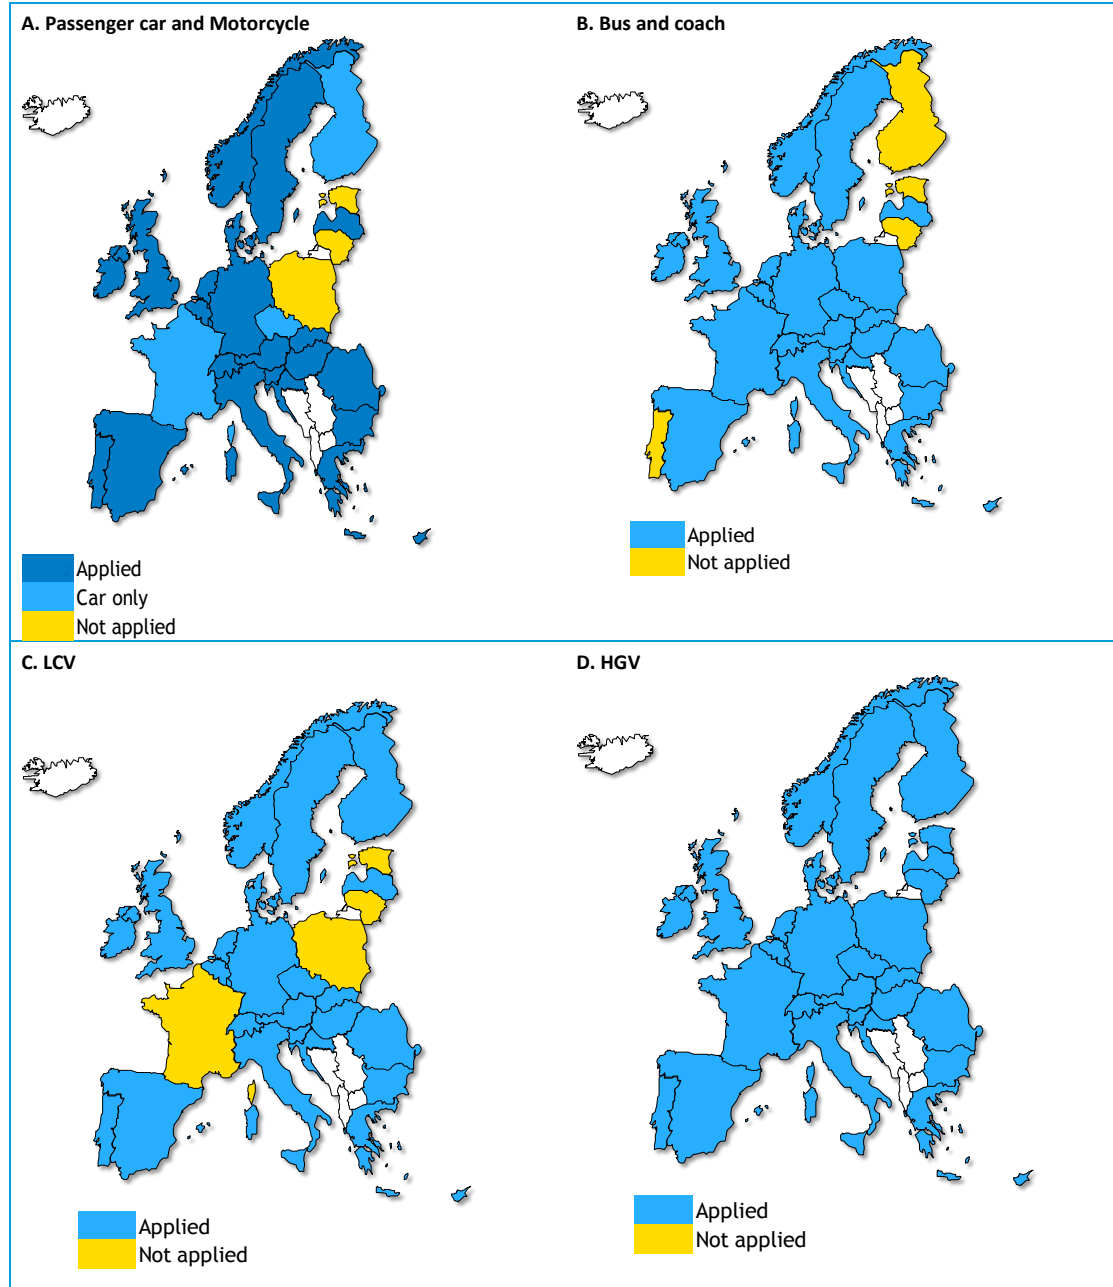 A. Passenger car and Motorcycle
B. Bus and coach
Applied
Car only
Not applied
Applied
Not applied
C. LCV
D. HGV
Applied
Not applied
Applied
Not applied